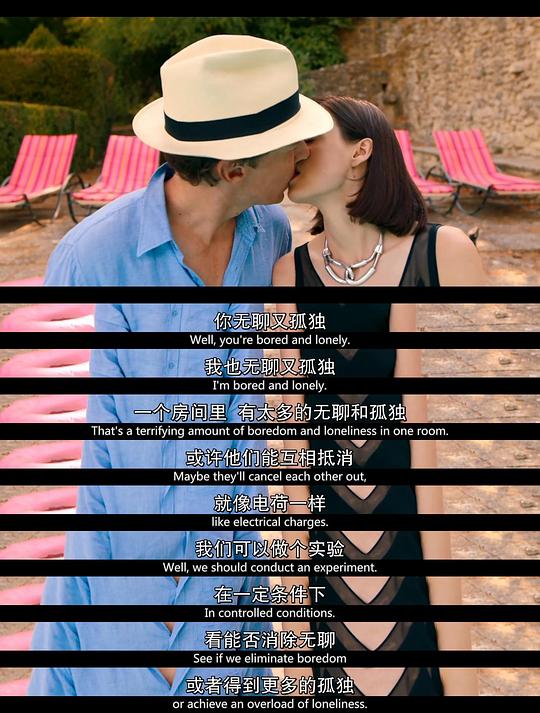 你无聊又孤独
Well, you're bored and lonely.
我也无聊又孤独
I'm bored and lonely.
一个房间里 有太多的无聊和孤独
That's a terrifying amount of boredom and loneliness in one room.
或许他们能互相抵消
Maybe they'll cancel each other out,
就像电荷一样
like electrical charges.
我们可以做个实验
Well, we should conduct an experiment.
在一定条件下
In controlled conditions.
看能否消除无聊
See if we eliminate boredom
或者得到更多的孤独
or achieve an overload of loneliness.